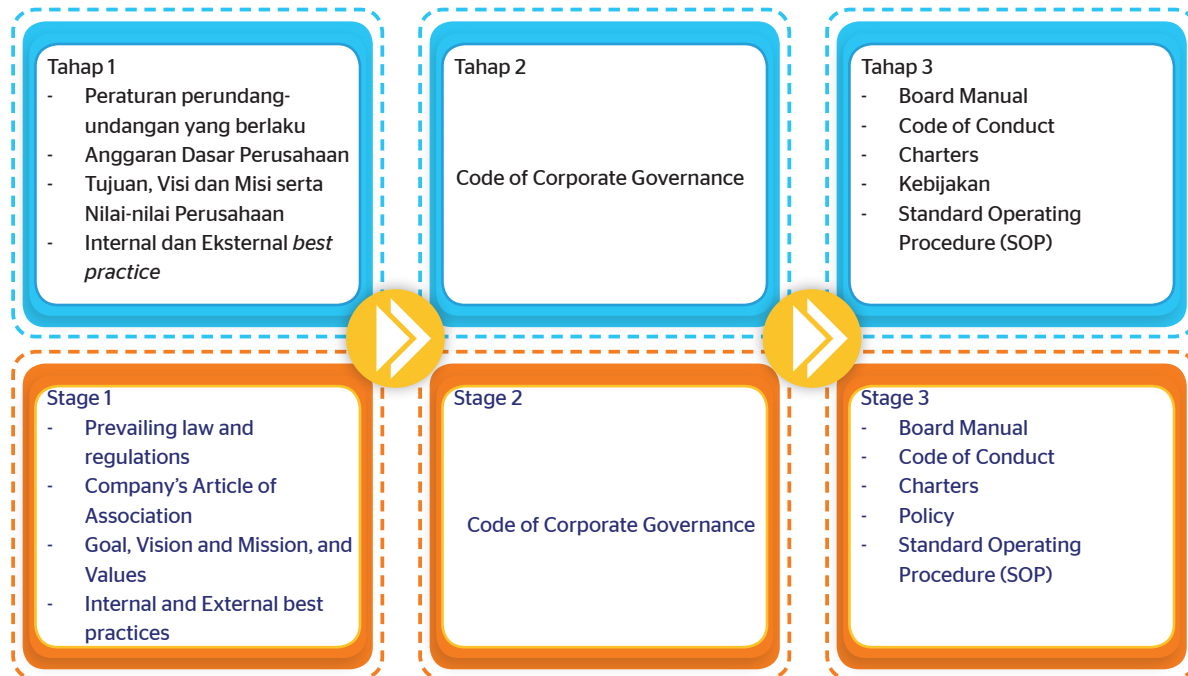 Tahap 1
- Peraturan perundang-
undangan yang berlaku
- Anggaran Dasar Perusahaan
- Tujuan, Visi dan Misi serta
Nilai-nilai Perusahaan
- Internal dan Eksternal best
practice
Tahap 2
Code of Corporate Governance
Tahap 3
- Board Manual
- Code of Conduct
- Charters
- Kebijakan
- Standard Operating
Procedure (SOP)
Stage 1
- Prevailing law and
regulations
- Company’s Article of
Association
- Goal, Vision and Mission, and
Values
- Internal and External best
practices
Stage 2
Code of Corporate Governance
Stage 3
- Board Manual
- Code of Conduct
- Charters
- Policy
- Standard Operating
Procedure (SOP)